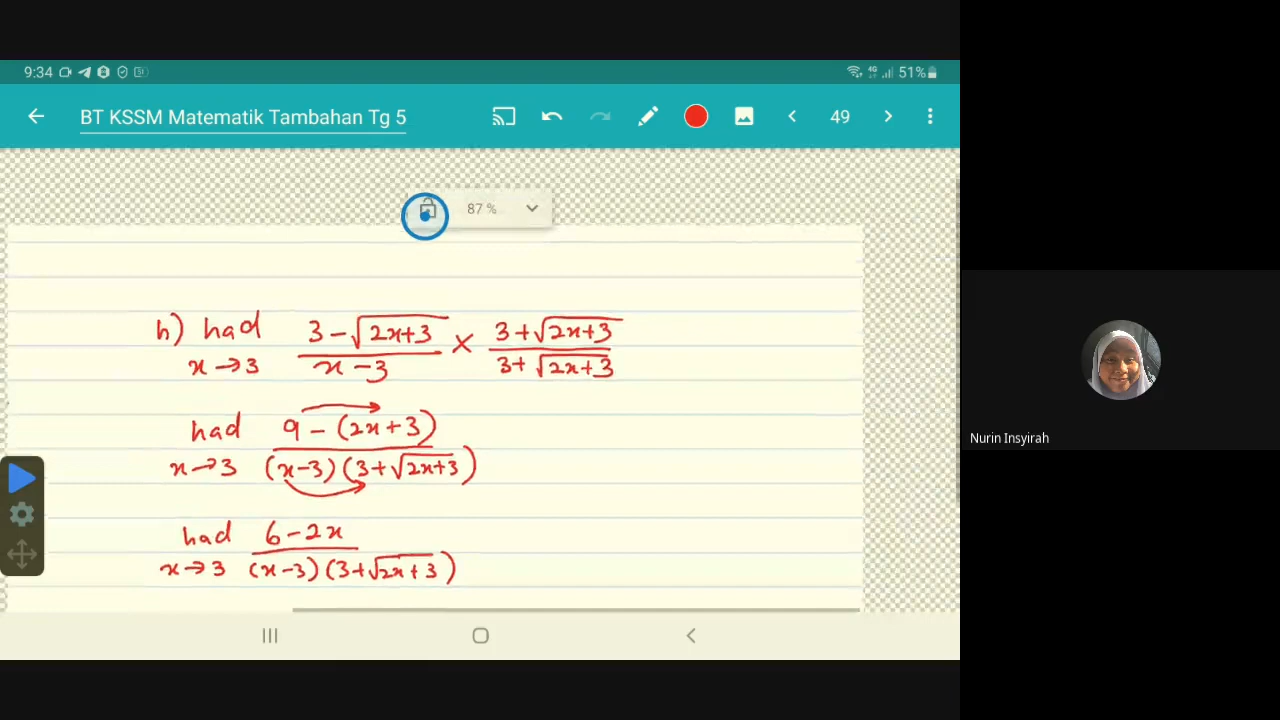 9:34 4G 51%
BT KSSM Matematik Tambahan Tg 5 49
87 %
h) had 3 - √2x+3 × 3 + √2x+3
x → 3 x - 3 3 + √2x+3
had 9 - (2x + 3)
x → 3 (x - 3) (3 + √2x+3)
had 6 - 2x
x → 3 (x - 3) (3 + √2x + 3)
Nurin Insyirah